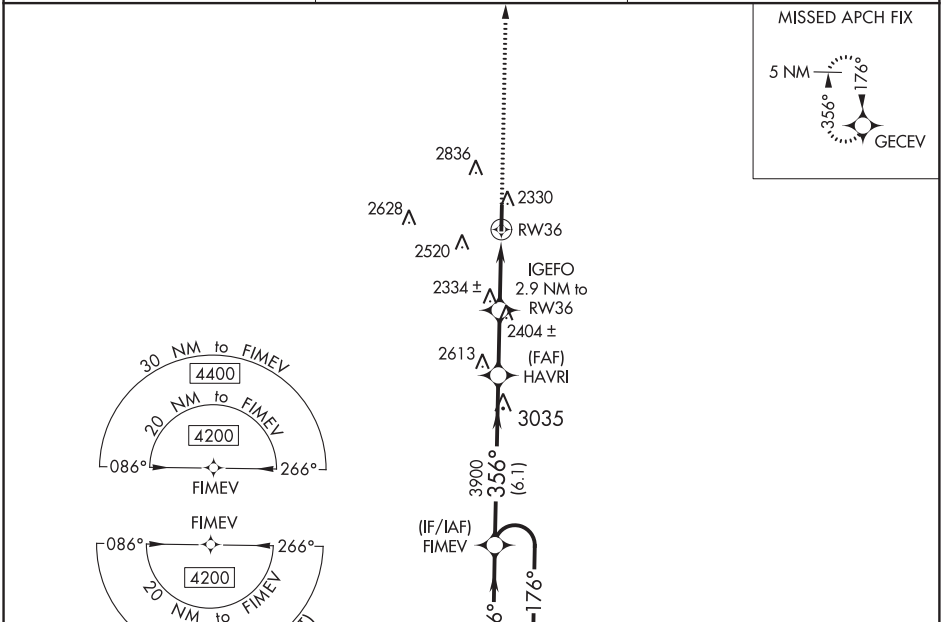 MISSED APCH FIX
5 NM
176°
356°
GECEV
2836
2330
2628
RW36
2520
IGEFO
2.9 NM to
RW36
2334 ±
2404 ±
2613
(FAF)
HAVRI
3035
30 NM to FIMEV
4400
20 NM to FIMEV
4200
086°
266°
FIMEV
3900
356°
(6.1)
(IF/IAF)
FIMEV
FIMEV
086°
266°
4200
20 NM to FIMEV
176°